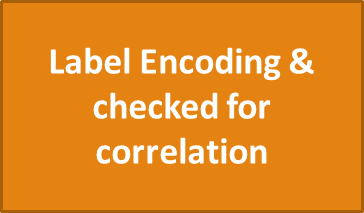 Label Encoding &
checked for
correlation